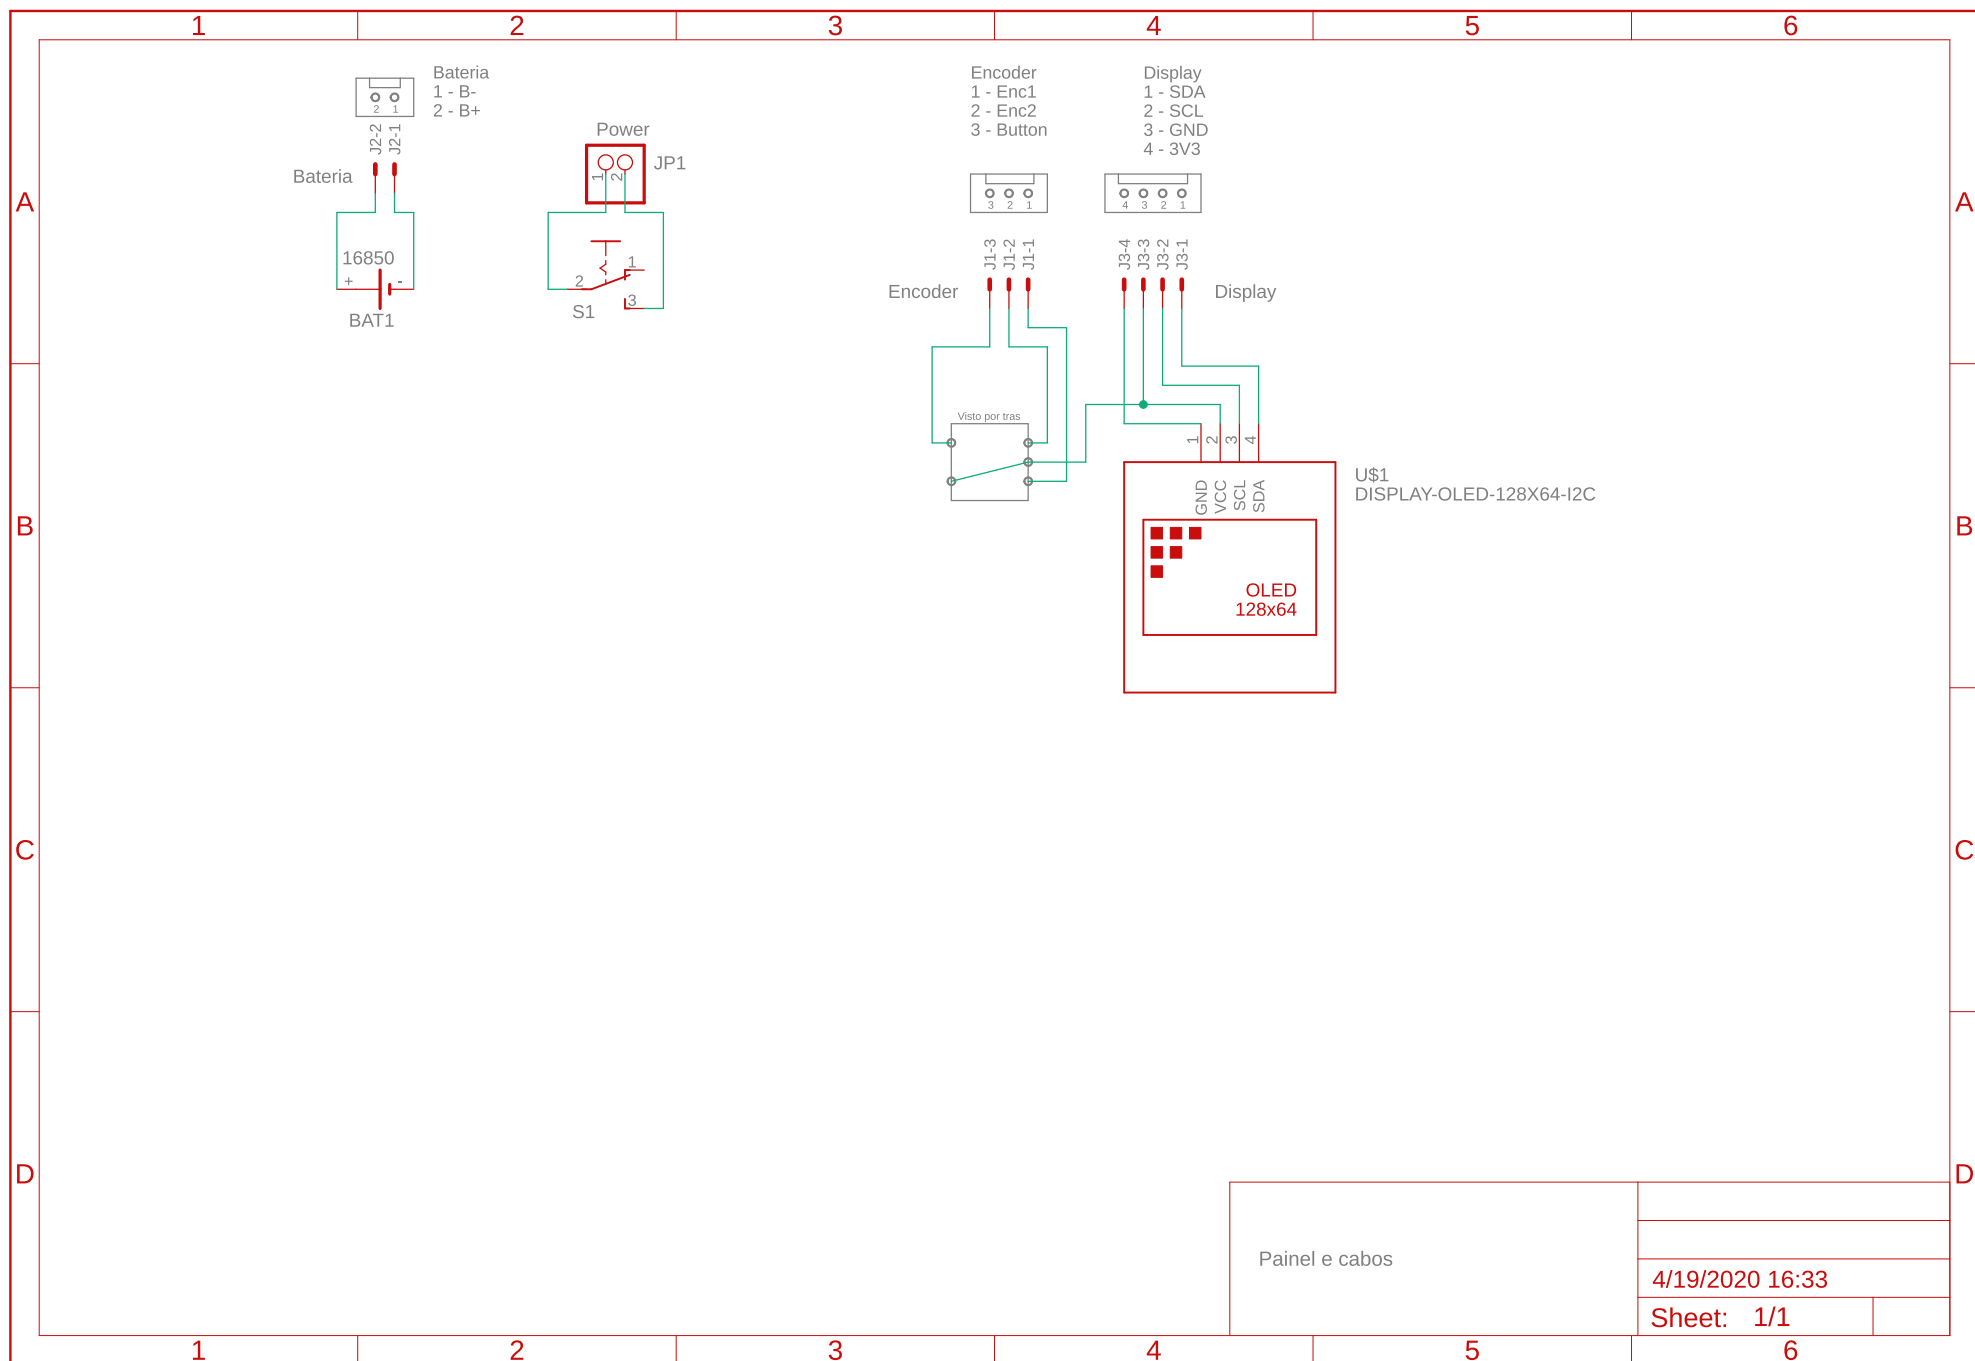 1 2 3 4 5 6
A A
B B
C C
D D
Bateria
1 - B-
2 - B+
2 1
J2-2 J2-1
Bateria
16850
+ -
BAT1
Power
JP1
1 2
1
2
3
S1
Encoder
1 - Enc1
2 - Enc2
3 - Button
3 2 1
J1-3 J1-2 J1-1
Encoder
Display
1 - SDA
2 - SCL
3 - GND
4 - 3V3
4 3 2 1
J3-4 J3-3 J3-2 J3-1
Display
Visto por tras
1 2 3 4
GND VCC SCL SDA
U$1
DISPLAY-OLED-128X64-I2C
OLED
128x64
Painel e cabos
4/19/2020 16:33
Sheet: 1/1
1 2 3 4 5 6